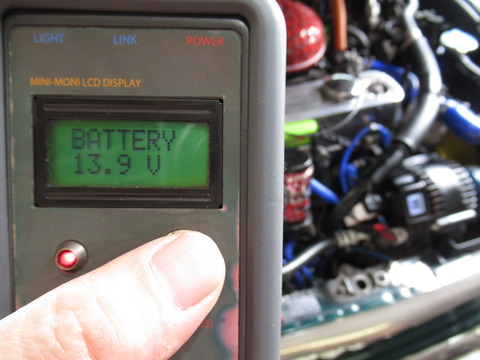 LIGHT LINK POWER
MINI-MONI LCD DISPLAY
BATTERY
13.9 V